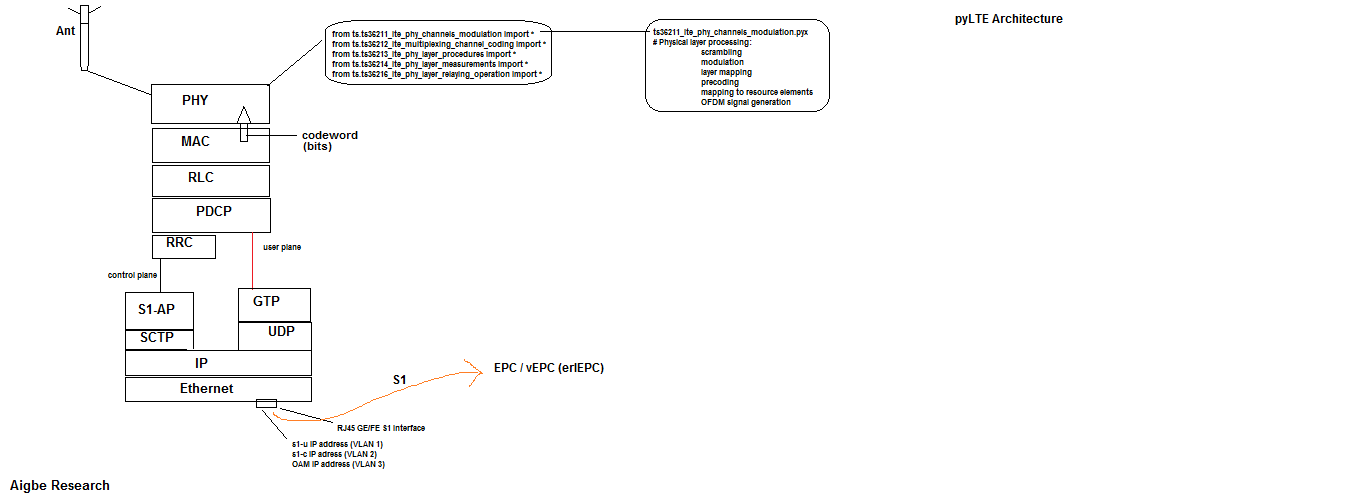 pyLTE Architecture
Ant
from ts.ts36211_lte_phy_channels_modulation import *
from ts.ts36212_lte_multiplexing_channel_coding import *
from ts.ts36213_lte_phy_layer_procedures import *
from ts.ts36214_lte_phy_layer_measurements import *
from ts.ts36216_lte_phy_layer_relaying_operation import *
ts36211_lte_phy_channels_modulation.pyx
# Physical layer processing:
scrambling
modulation
layer mapping
precoding
mapping to resource elements
OFDM signal generation
PHY
codeword
(bits)
MAC
RLC
PDCP
RRC
user plane
control plane
S1-AP
GTP
SCTP
UDP
IP
Ethernet
S1
EPC / vEPC (erlEPC)
RJ45 GE/FE S1 interface
s1-u IP address (VLAN 1)
s1-c IP adress (VLAN 2)
OAM IP address (VLAN 3)
Aigbe Research